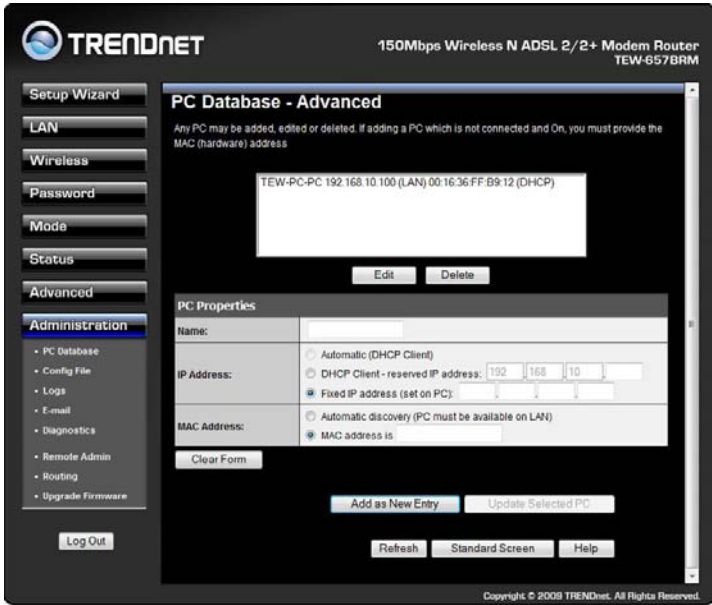 TRENDNET
150Mbps Wireless N ADSL 2/2+ Modem Router
TEW-657BRM
Setup Wizard
LAN
Wireless
Password
Mode
Status
Advanced
Administration
• PC Database
• Config File
• Logs
• E-mail
• Diagnostics
• Remote Admin
• Routing
• Upgrade Firmware
Log Out
PC Database - Advanced
Any PC may be added, edited or deleted. If adding a PC which is not connected and On, you must provide the
MAC (hardware) address
TEW-PC-PC 192.168.10.100 (LAN) 00:16:36:FF:B9:12 (DHCP)
Edit Delete
PC Properties
Name:
IP Address:
Automatic (DHCP Client)
DHCP Client - reserved IP address: 192 . 168 . 10 .
Fixed IP address (set on PC): . . .
MAC Address:
Automatic discovery (PC must be available on LAN)
MAC address is
Clear Form
Add as New Entry Update Selected PC
Refresh Standard Screen Help
Copyright © 2009 TRENDnet. All Rights Reserved.